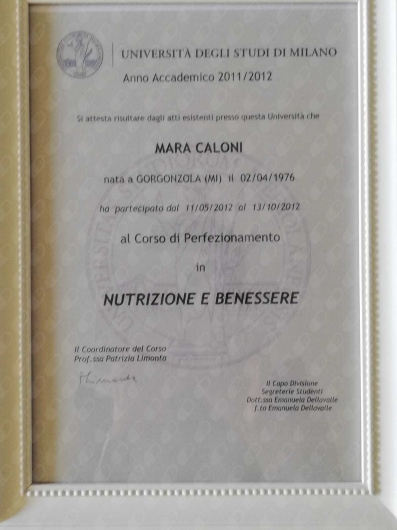 UNIVERSITÀ DEGLI STUDI DI MILANO
Anno Accademico 2011/2012
Si attesta risultare dagli atti esistenti presso questa Università che
MARA CALONI
nata a GORGONZOLA (MI) il 02/04/1976
ha partecipato dal 11/05/2012 al 13/10/2012
al Corso di Perfezionamento
in
NUTRIZIONE E BENESSERE
Il Coordinatore del Corso
Prof.ssa Patrizia Limonta
Il Capo Divisione
Segreterie Studenti
Dott.ssa Emanuela Dellavalle
f.to Emanuela Dellavalle